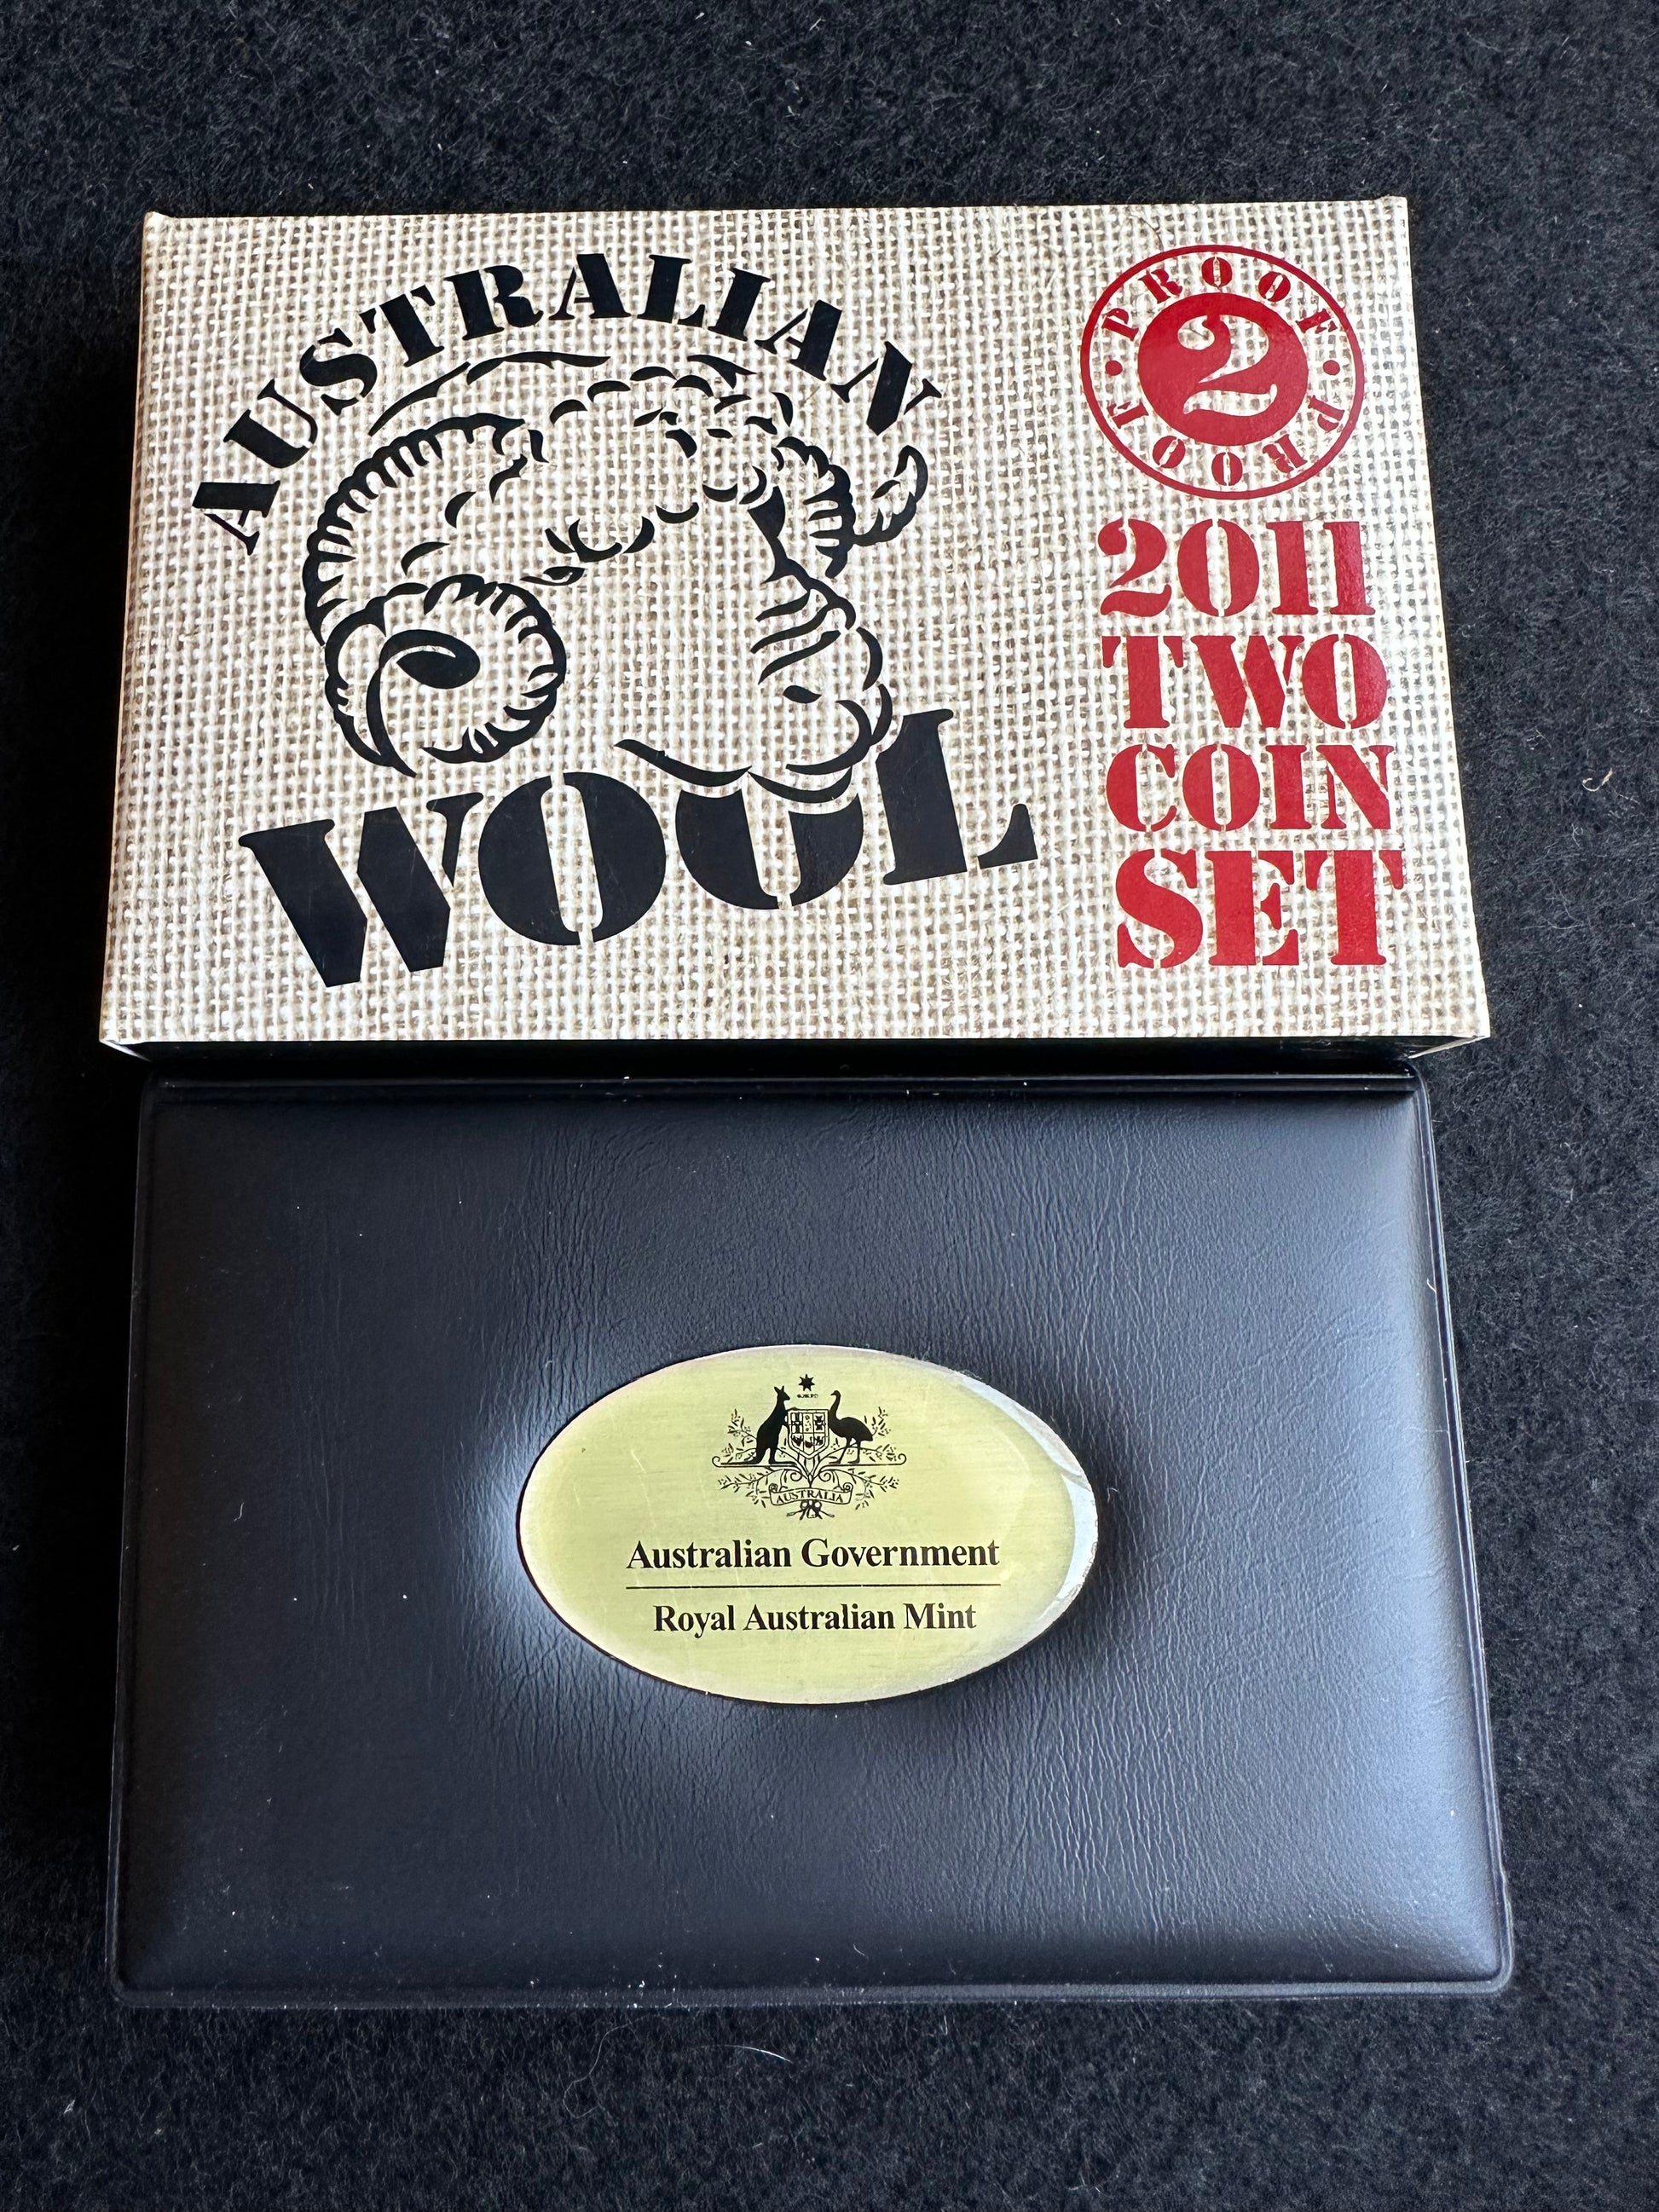 AUSTRALIAN
WOOL
PROOF • PROOF •
2
2011
TWO
COIN
SET
AUSTRALIA
Australian Government
Royal Australian Mint